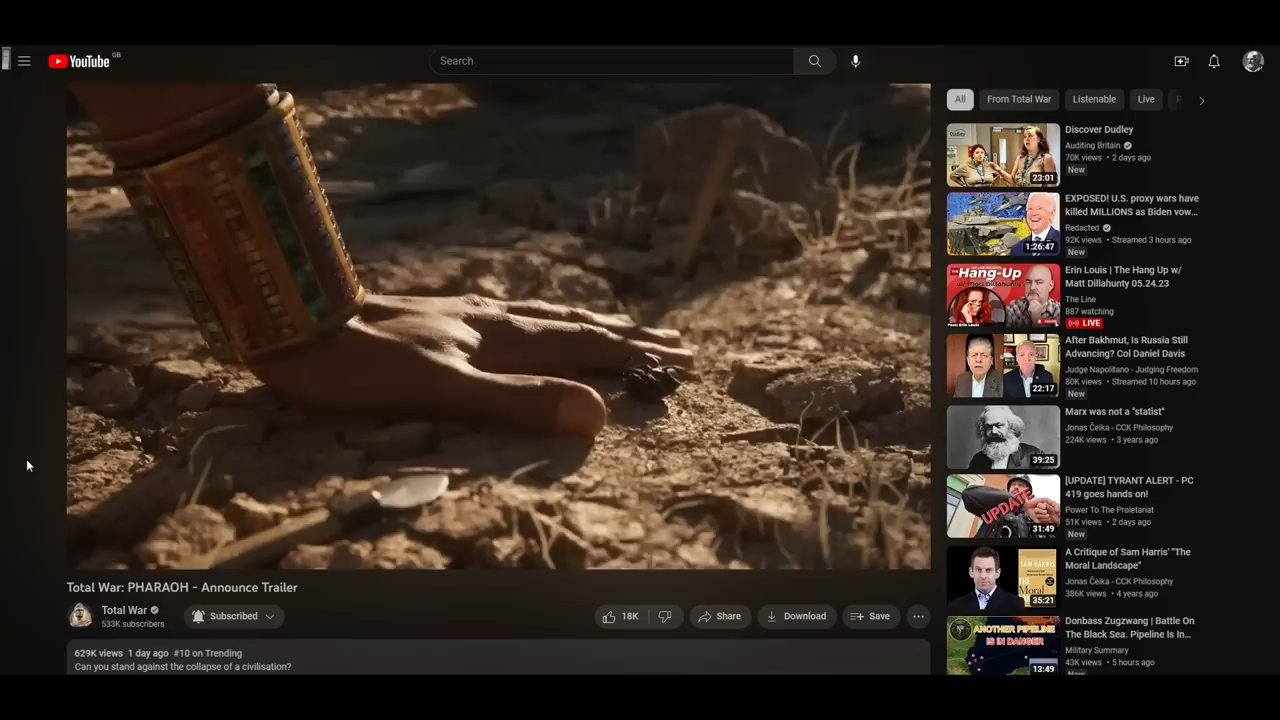 YouTube GB
Search
All
From Total War
Listenable
Live
Discover Dudley
Auditing Britain
70K views • 2 days ago
New
23:01
EXPOSED! U.S. proxy wars have
killed MILLIONS as Biden vow...
Redacted
92K views • Streamed 3 hours ago
New
1:26:47
Hang-Up
w/ Matt Dillahunty
Erin Louis | The Hang Up w/
Matt Dillahunty 05.24.23
The Line
887 watching
LIVE
After Bakhmut, Is Russia Still
Advancing? Col Daniel Davis
Judge Napolitano - Judging Freedom
80K views • Streamed 10 hours ago
New
22:17
Marx was not a "statist"
Jonas Čeika - CCK Philosophy
224K views • 3 years ago
39:25
UPDATE
[UPDATE] TYRANT ALERT - PC
419 goes hands on!
Power To The Proletariat
51K views • 2 days ago
New
31:49
SAM HARRIS
THE
Moral
A Critique of Sam Harris' "The
Moral Landscape"
Jonas Čeika - CCK Philosophy
386K views • 4 years ago
35:21
ANOTHER PIPELINE
IS IN DANGER
Donbass Zugzwang | Battle On
The Black Sea. Pipeline Is In...
Military Summary
43K views • 5 hours ago
13:49
Total War: PHARAOH - Announce Trailer
Total War
533K subscribers
Subscribed
18K
Share
Download
Save
629K views 1 day ago #10 on Trending
Can you stand against the collapse of a civilisation?